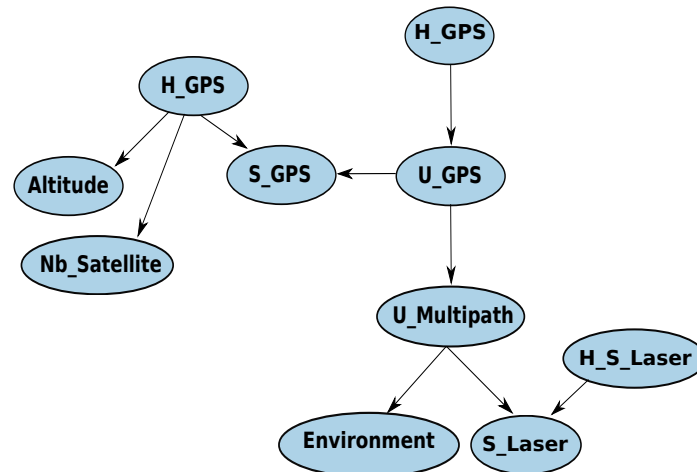 H_GPS
H_GPS
Altitude
S_GPS
U_GPS
Nb_Satellite
U_Multipath
H_S_Laser
Environment
S_Laser